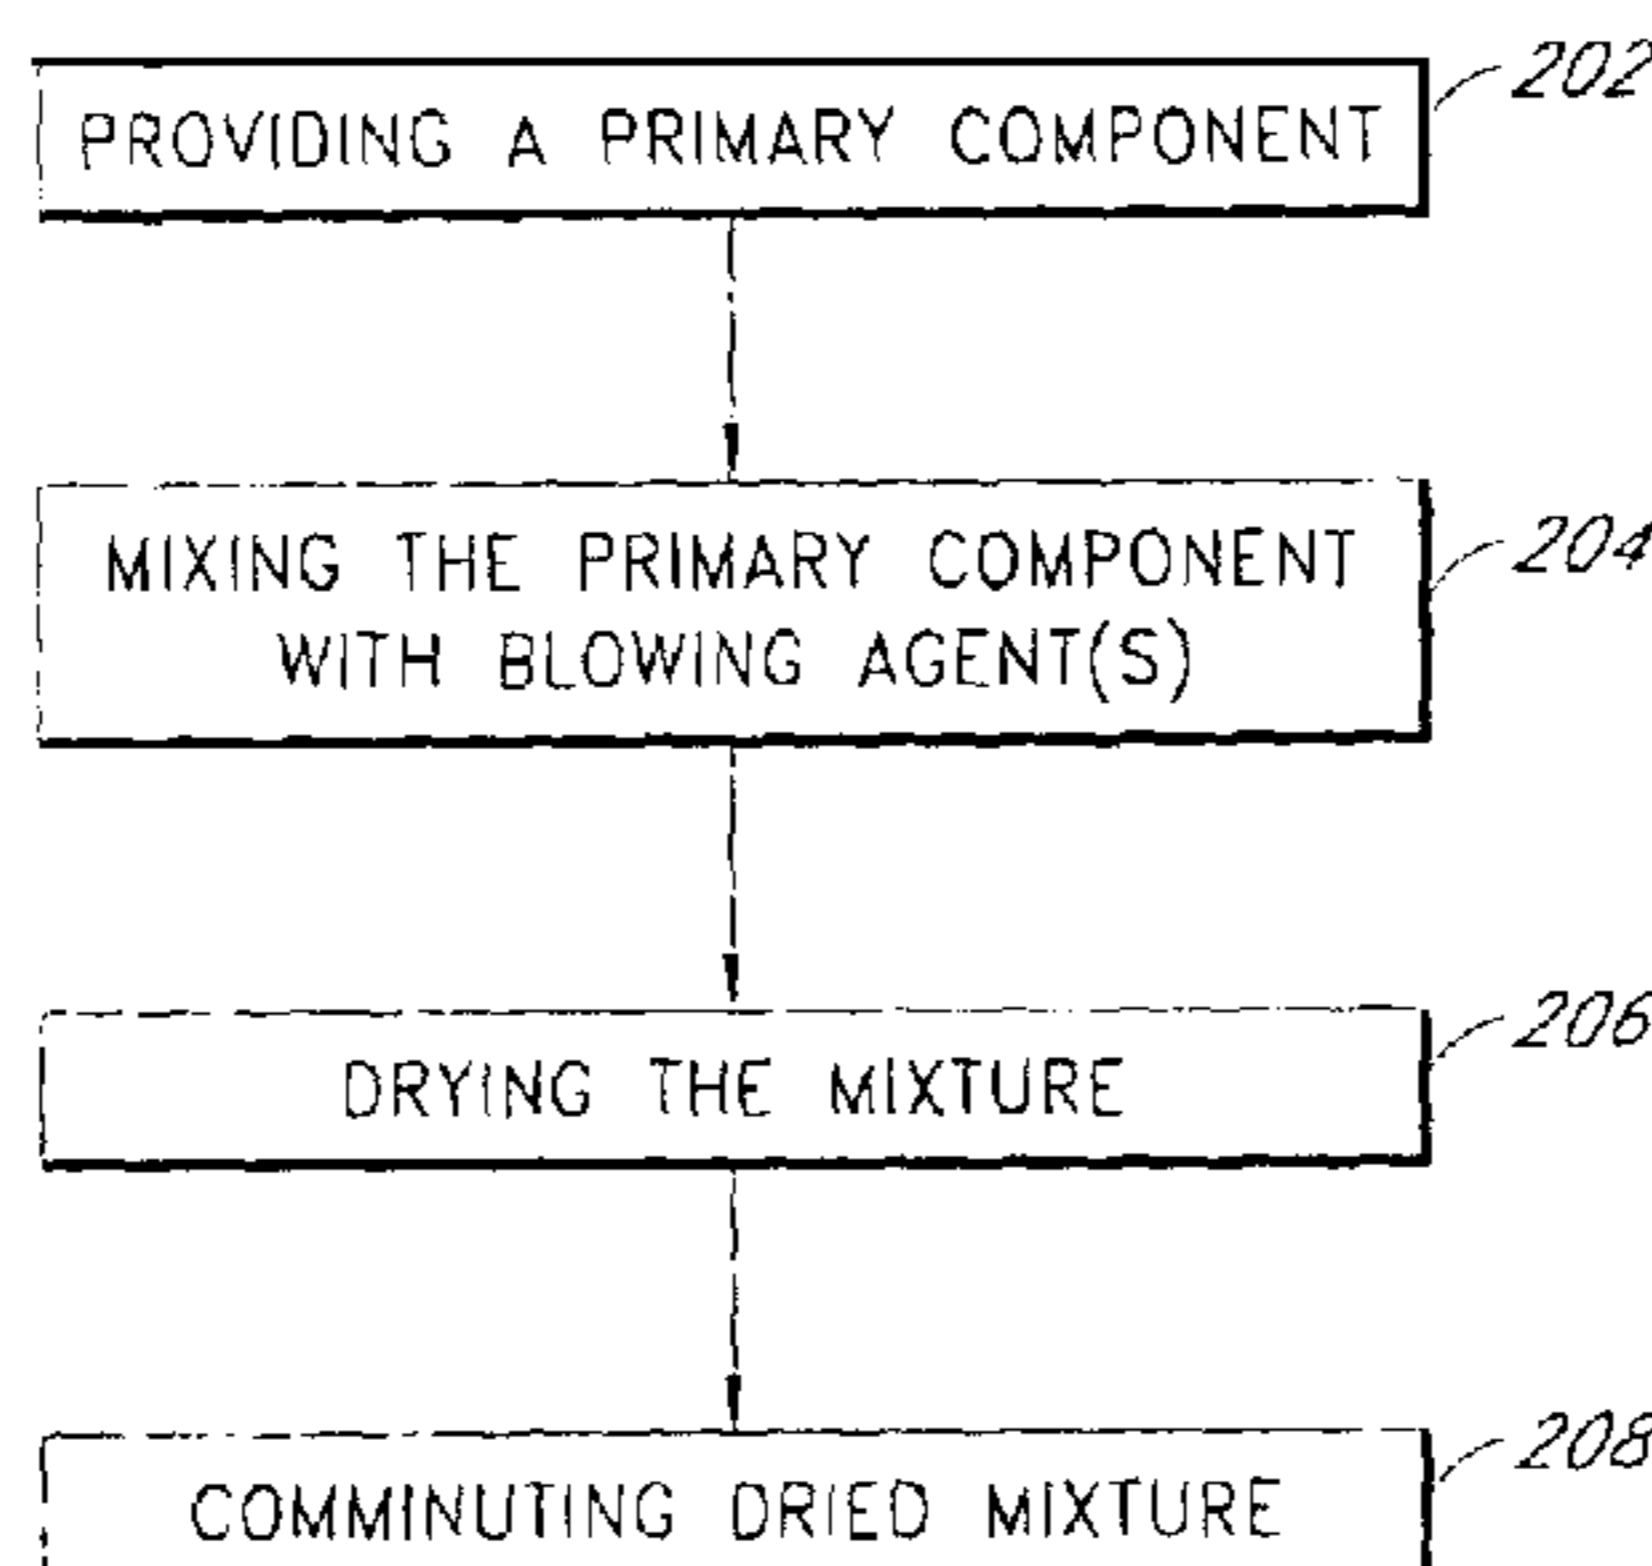 PROVIDING A PRIMARY COMPONENT
202
MIXING THE PRIMARY COMPONENT
WITH BLOWING AGENT(S)
204
DRYING THE MIXTURE
206
COMMINUTING DRIED MIXTURE
208